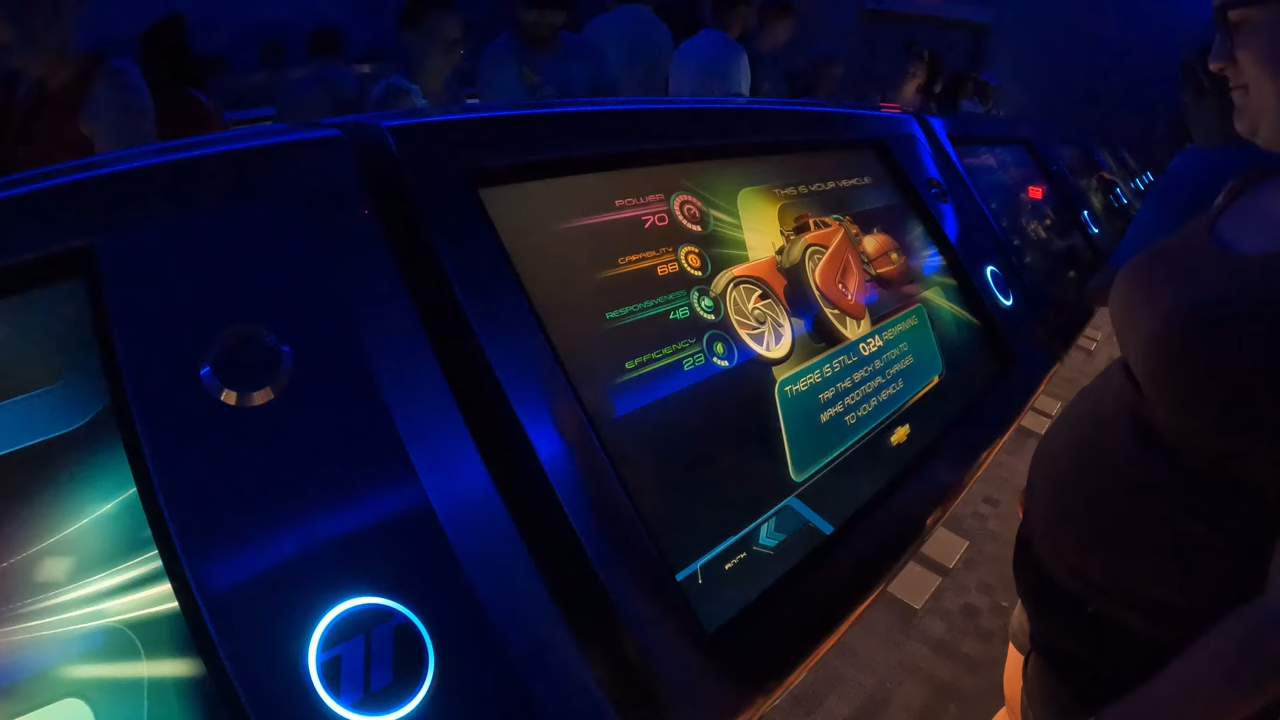 THIS IS YOUR VEHICLE!
POWER
70
CAPABILITY
68
RESPONSIVENESS
46
EFFICIENCY
23
THERE IS STILL 0:24 REMAINING
TAP THE 'BACK' BUTTON TO
MAKE ADDITIONAL CHANGES
TO YOUR VEHICLE
BACK